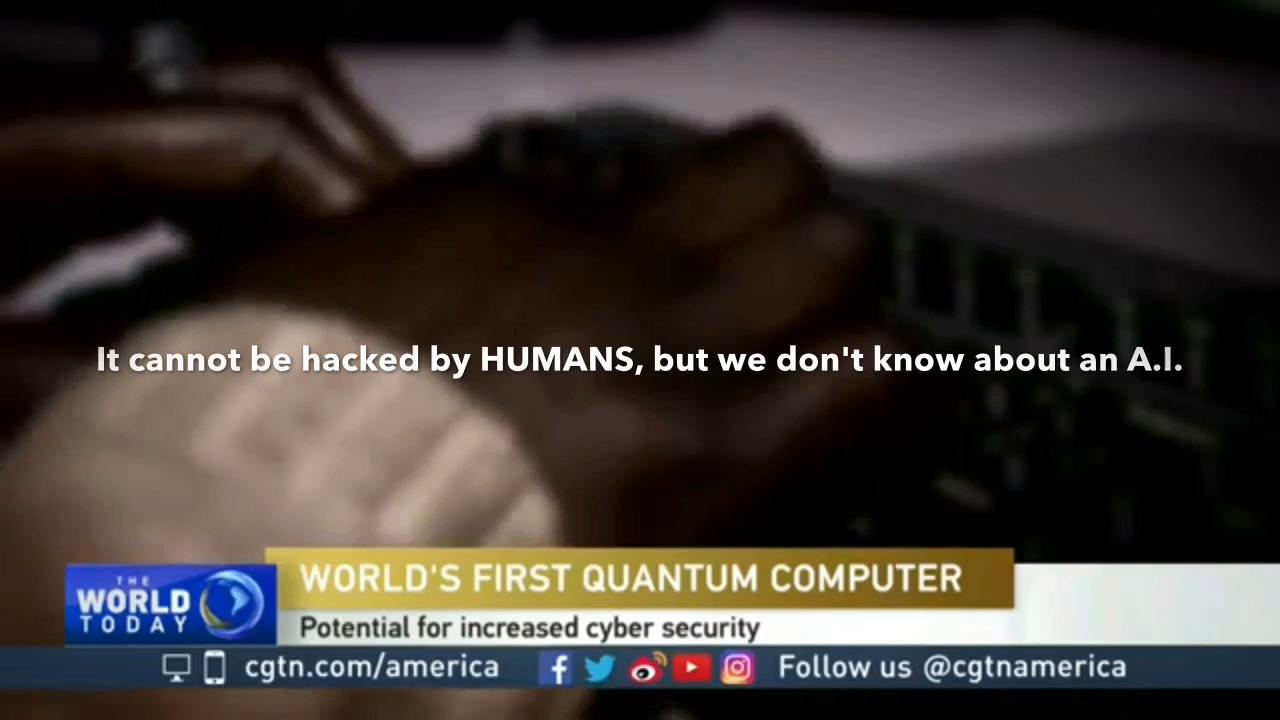 It cannot be hacked by HUMANS, but we don't know about an A.I.
WORLD'S FIRST QUANTUM COMPUTER
THE
WORLD
TODAY
Potential for increased cyber security
cgtn.com/america
Follow us @cgtnamerica